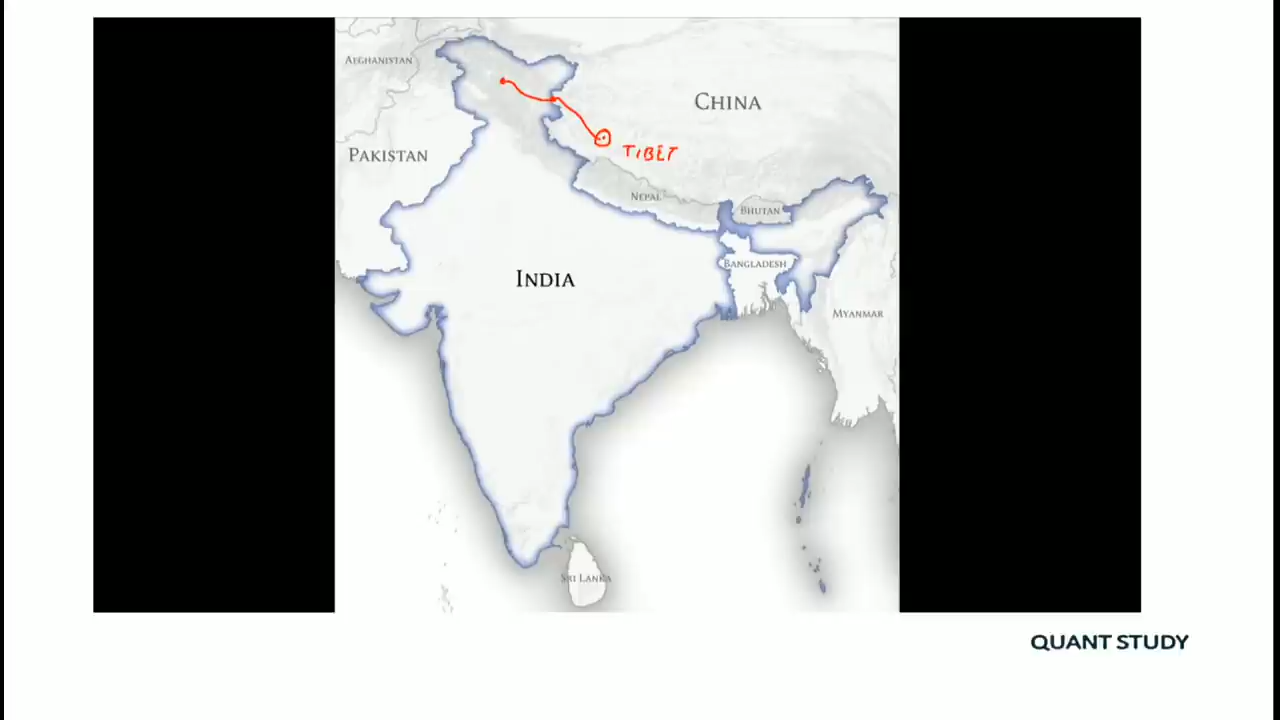 AFGHANISTAN
CHINA
PAKISTAN
TIBET
NEPAL
BHUTAN
BANGLADESH
INDIA
MYANMAR
SRI LANKA
QUANT STUDY